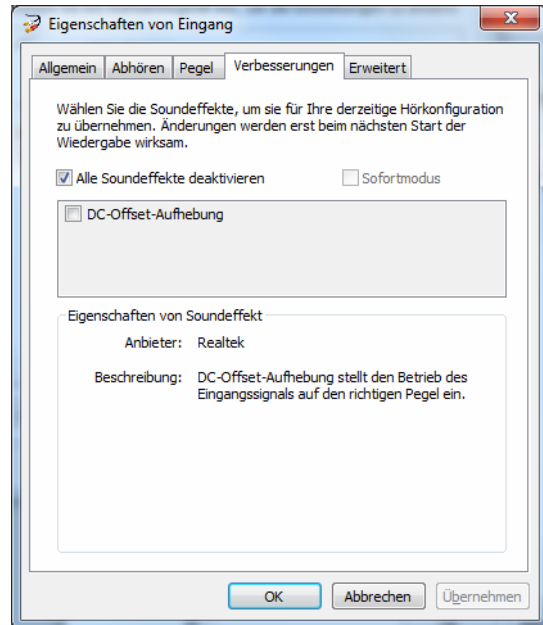 Eigenschaften von Eingang
Allgemein Abhören Pegel Verbesserungen Erweitert
Wählen Sie die Soundeffekte, um sie für Ihre derzeitige Hörkonfiguration
zu übernehmen. Änderungen werden erst beim nächsten Start der
Wiedergabe wirksam.
Alle Soundeffekte deaktivieren Sofortmodus
DC-Offset-Aufhebung
Eigenschaften von Soundeffekt
Anbieter: Realtek
Beschreibung: DC-Offset-Aufhebung stellt den Betrieb des
Eingangssignals auf den richtigen Pegel ein.
OK Abbrechen Übernehmen